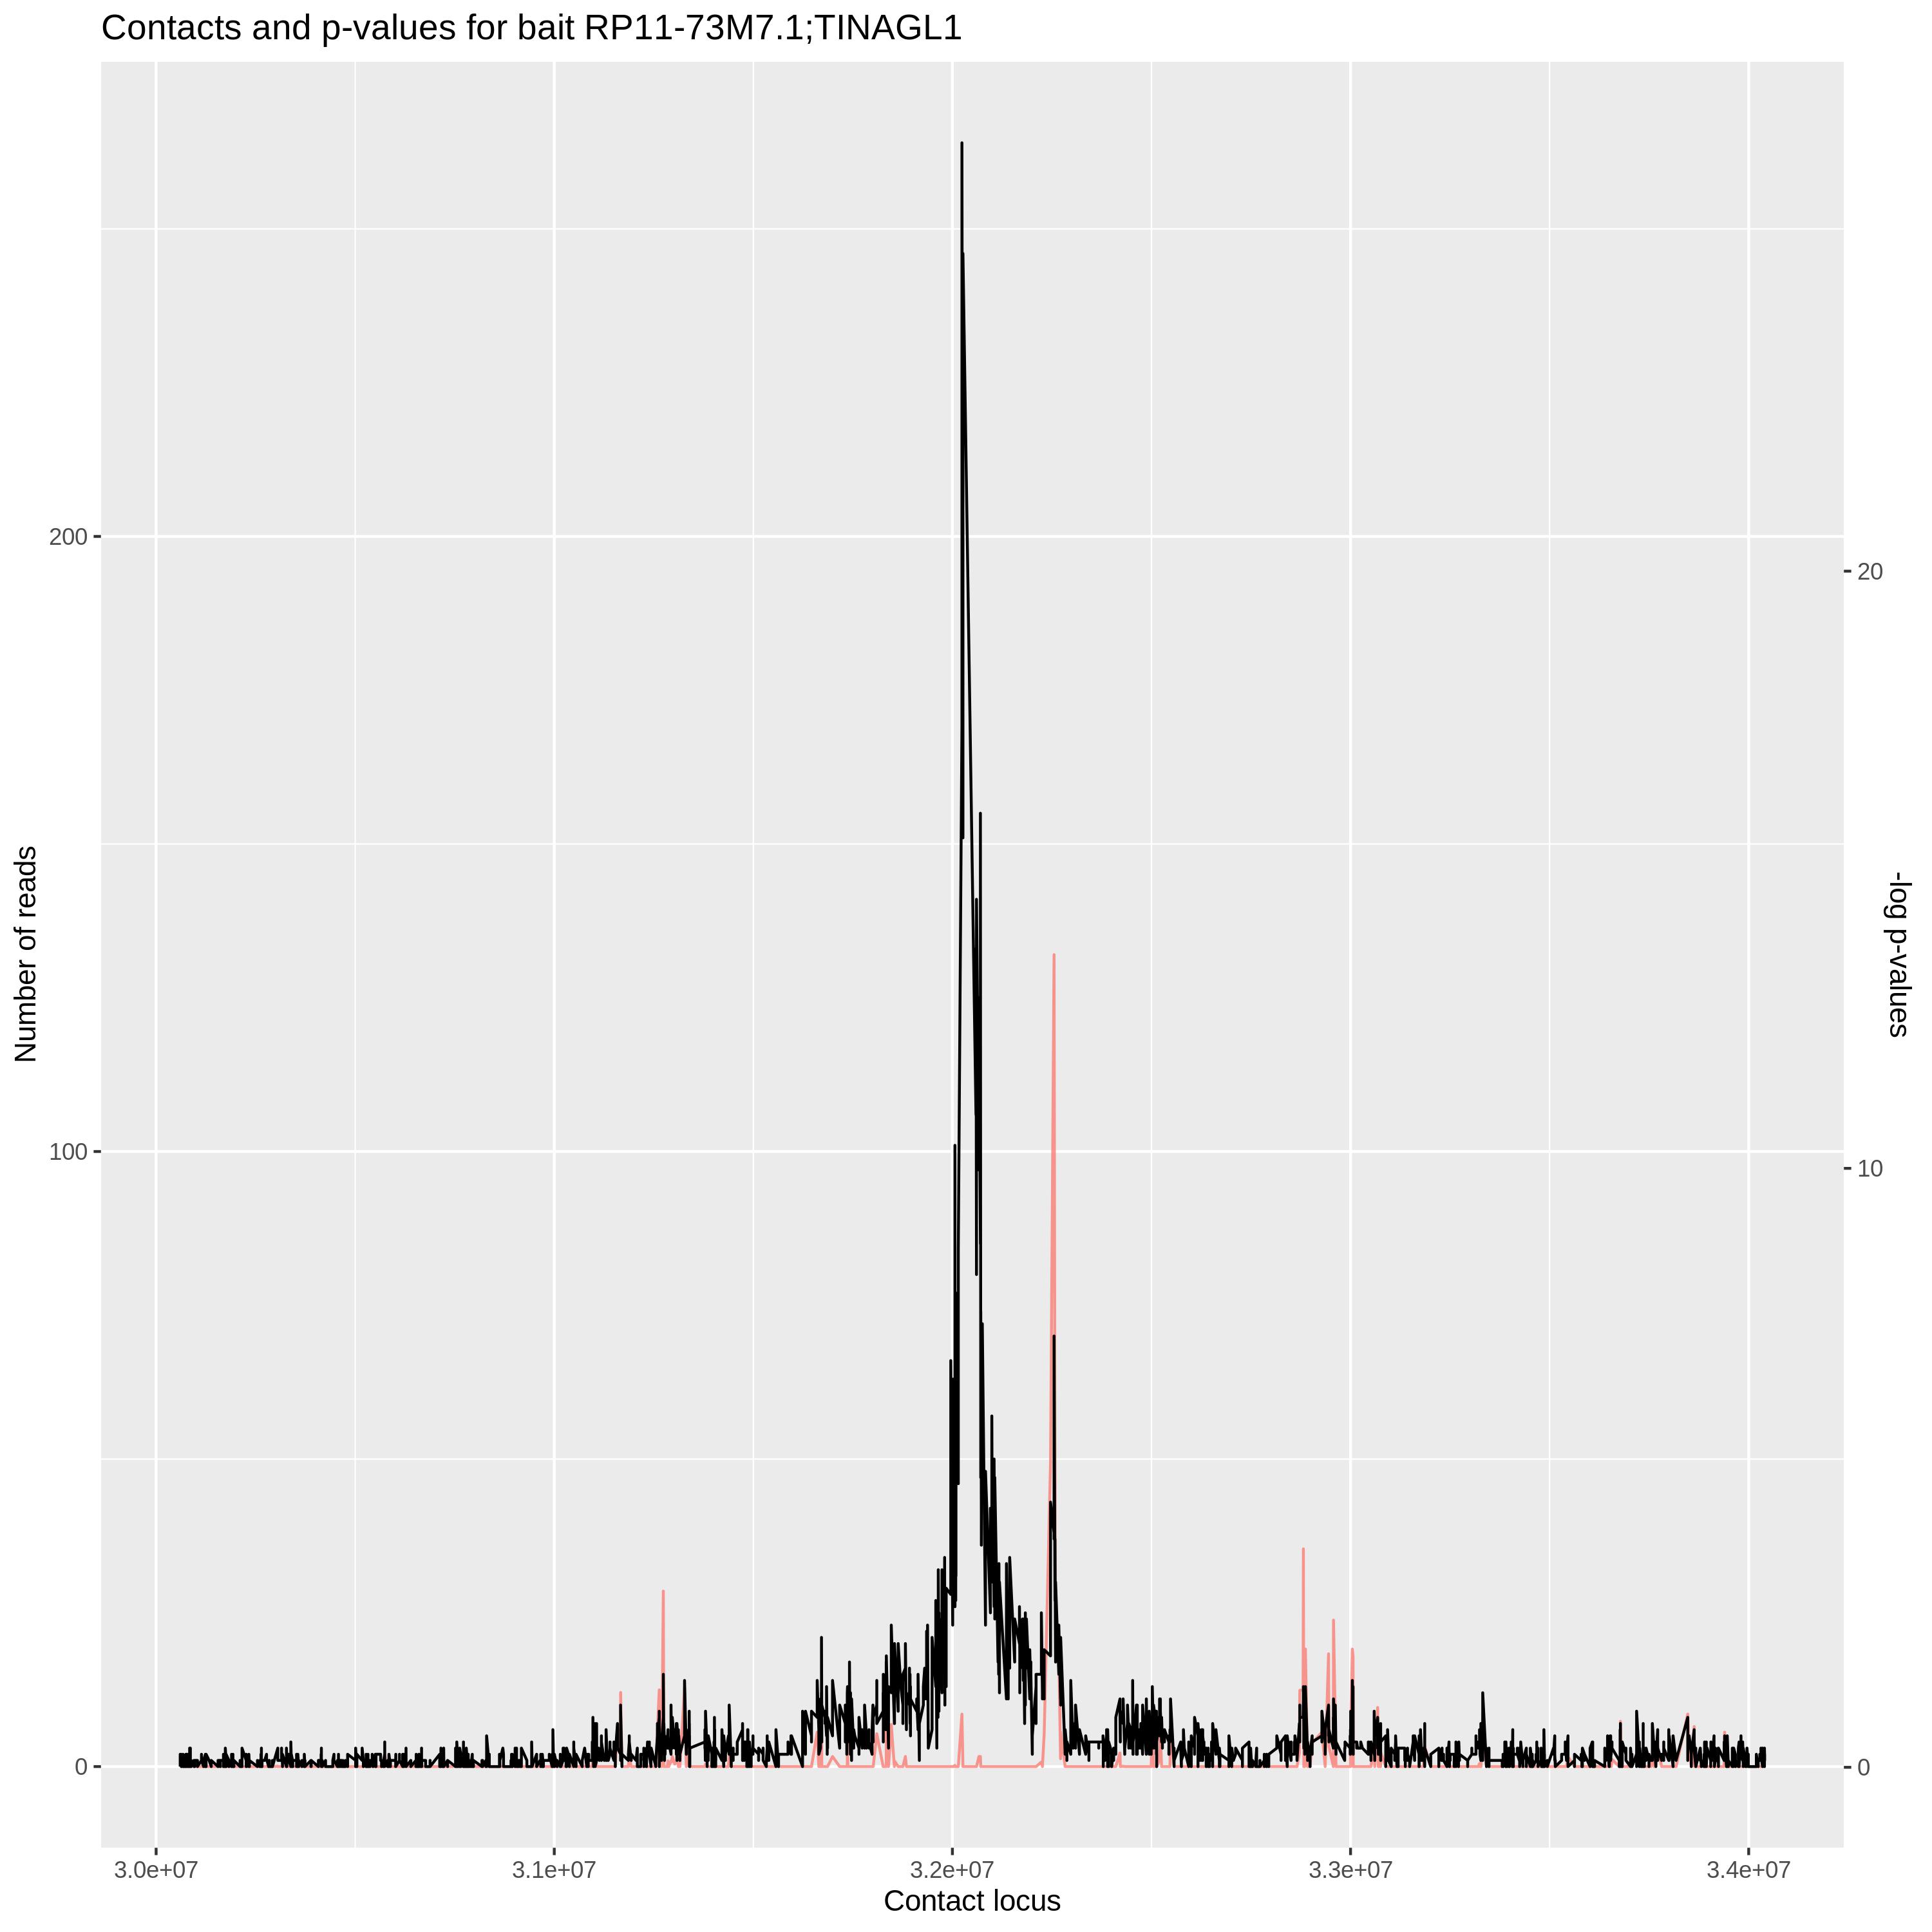 Contacts and p-values for bait RP11-73M7.1;TINAGL1
Number of reads
200
100
0
-log p-values
20
10
0
3.0e+07
3.1e+07
3.2e+07
3.3e+07
3.4e+07
Contact locus